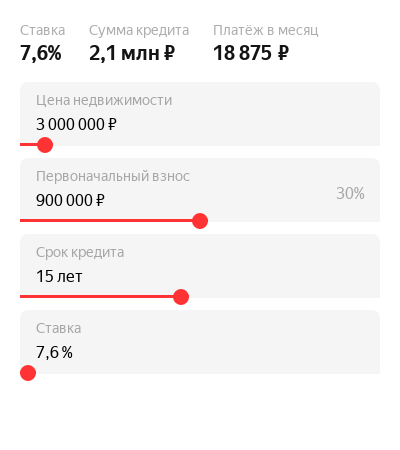 Ставка Сумма кредита Платёж в месяц
7,6% 2,1 млн ₽ 18 875 ₽
Цена недвижимости
3 000 000 ₽
Первоначальный взнос
900 000 ₽ 30%
Срок кредита
15 лет
Ставка
7,6 %